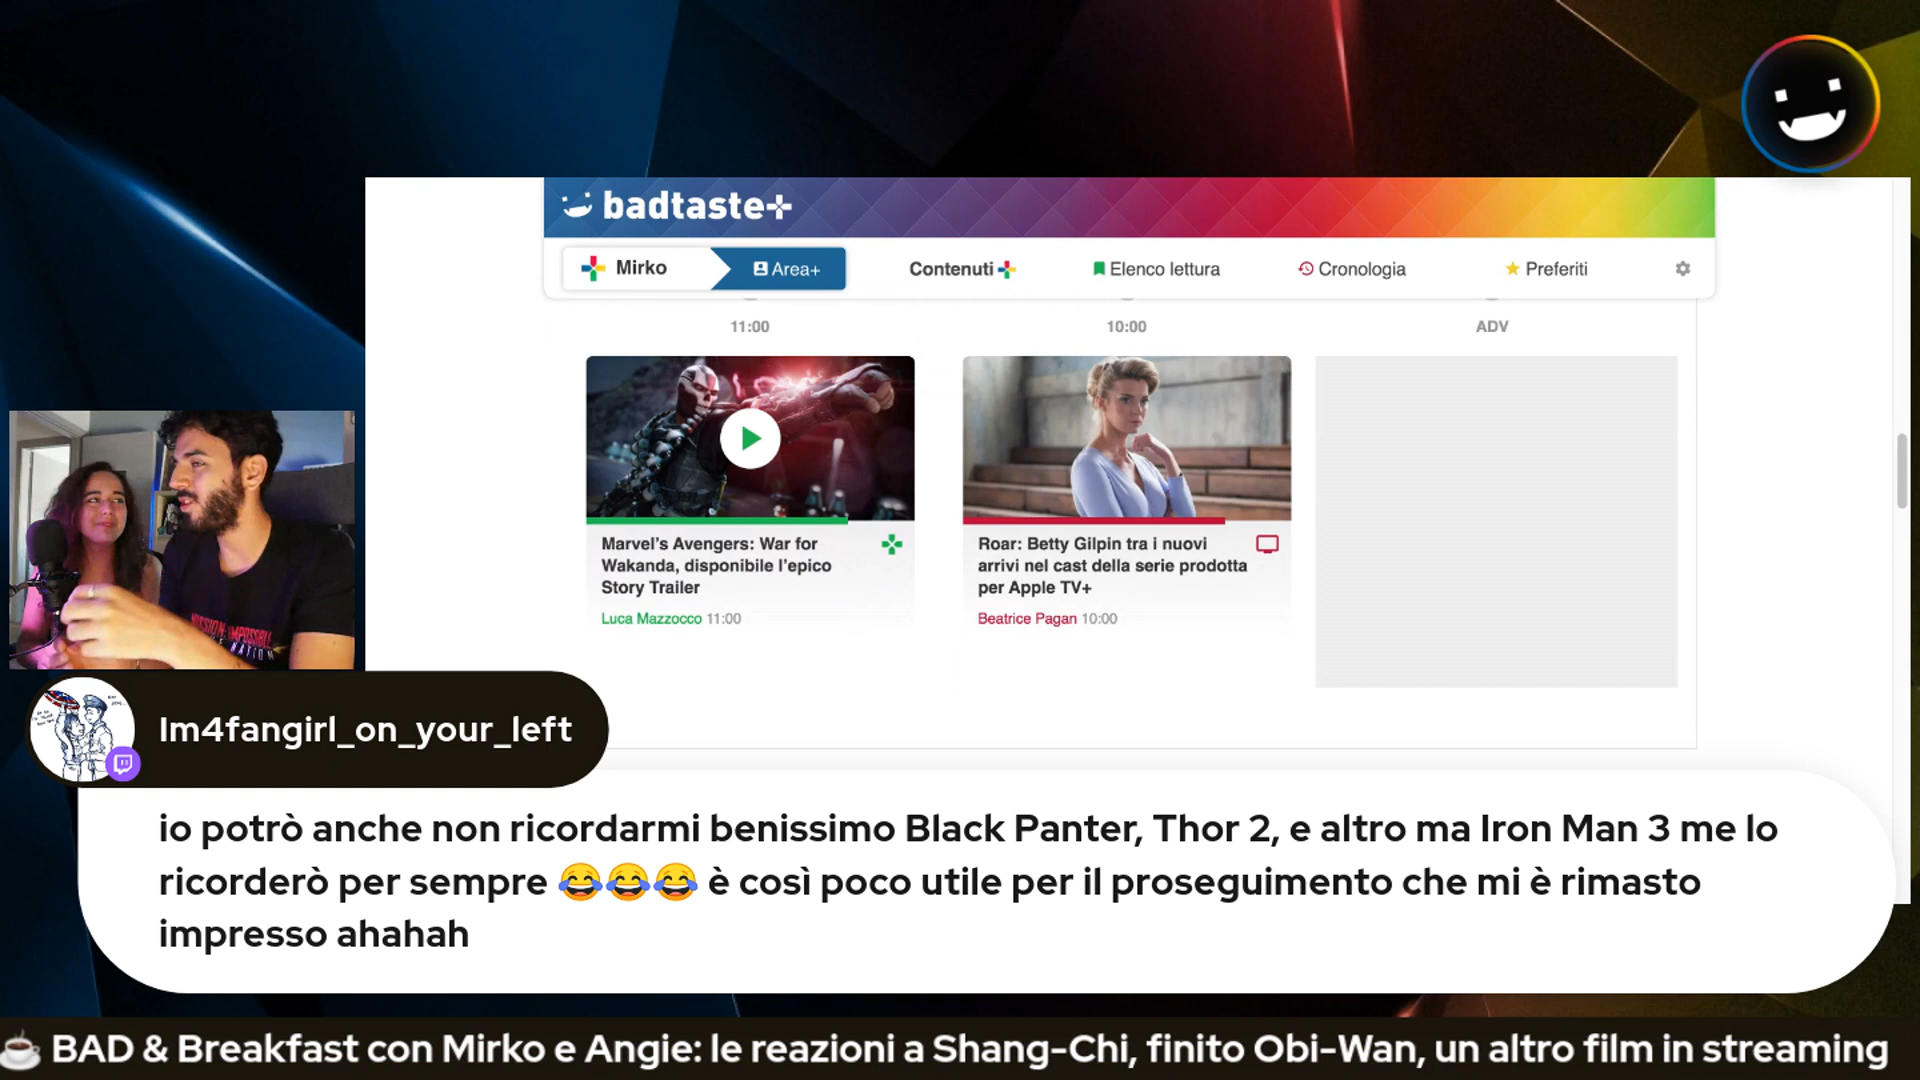 badtaste+
Mirko
Area+
Contenuti
Elenco lettura
Cronologia
Preferiti
11:00
10:00
ADV
Marvel's Avengers: War for
Wakanda, disponibile l'epico
Story Trailer
Luca Mazzocco 11:00
Roar: Betty Gilpin tra i nuovi
arrivi nel cast della serie prodotta
per Apple TV+
Beatrice Pagan 10:00
MISSION: IMPOSSIBLE
NATION
Im4fangirl_on_your_left
io potrò anche non ricordarmi benissimo Black Panter, Thor 2, e altro ma Iron Man 3 me lo
ricorderò per sempre 😂😂😂 è così poco utile per il proseguimento che mi è rimasto
impresso ahahah
☕ BAD & Breakfast con Mirko e Angie: le reazioni a Shang-Chi, finito Obi-Wan, un altro film in streaming